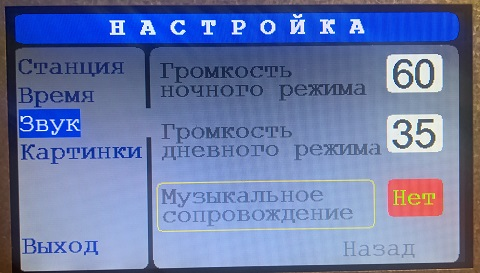 НАСТРОЙКА
Станция
Время
Звук
Картинки
Выход
Громкость
ночного режима
60
Громкость
дневного режима
35
Музыкальное
сопровождение
Нет
Назад